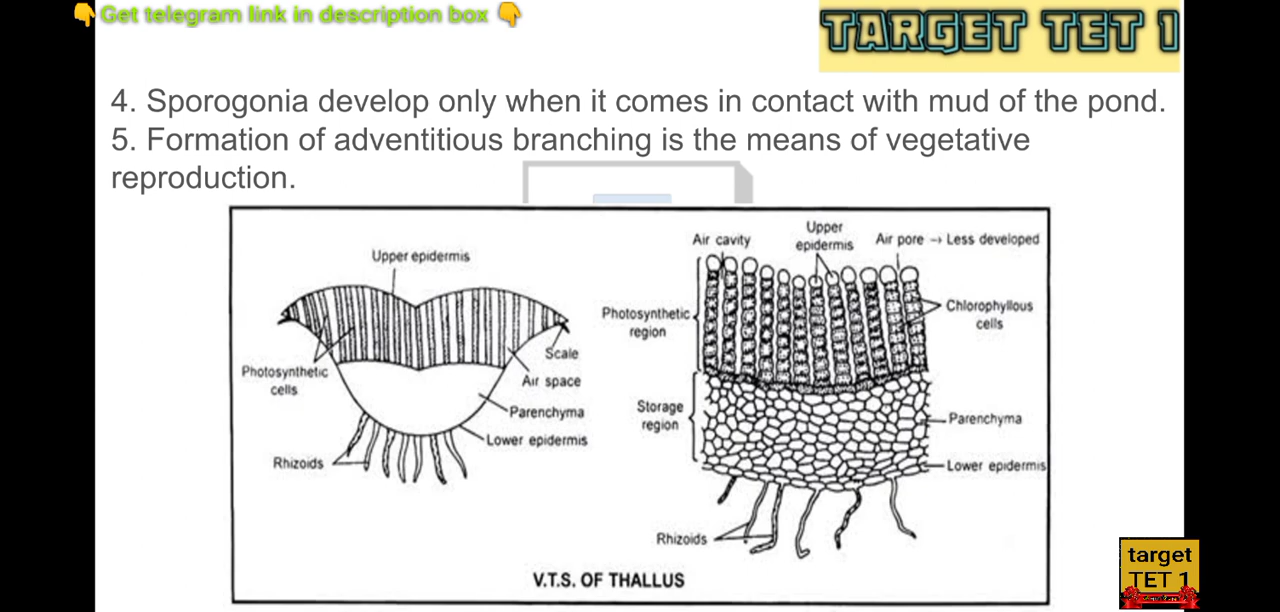 👇Get telegram link in description box 👇
TARGET TET 1
4. Sporogonia develop only when it comes in contact with mud of the pond.
5. Formation of adventitious branching is the means of vegetative
reproduction.
Upper epidermis
Photosynthetic
cells
Scale
Air space
Parenchyma
Lower epidermis
Rhizoids
Air cavity
Upper
epidermis
Air pore → Less developed
Photosynthetic
region
Chlorophyllous
cells
Storage
region
Parenchyma
Lower epidermis
Rhizoids
V.T.S. OF THALLUS
target
TET 1